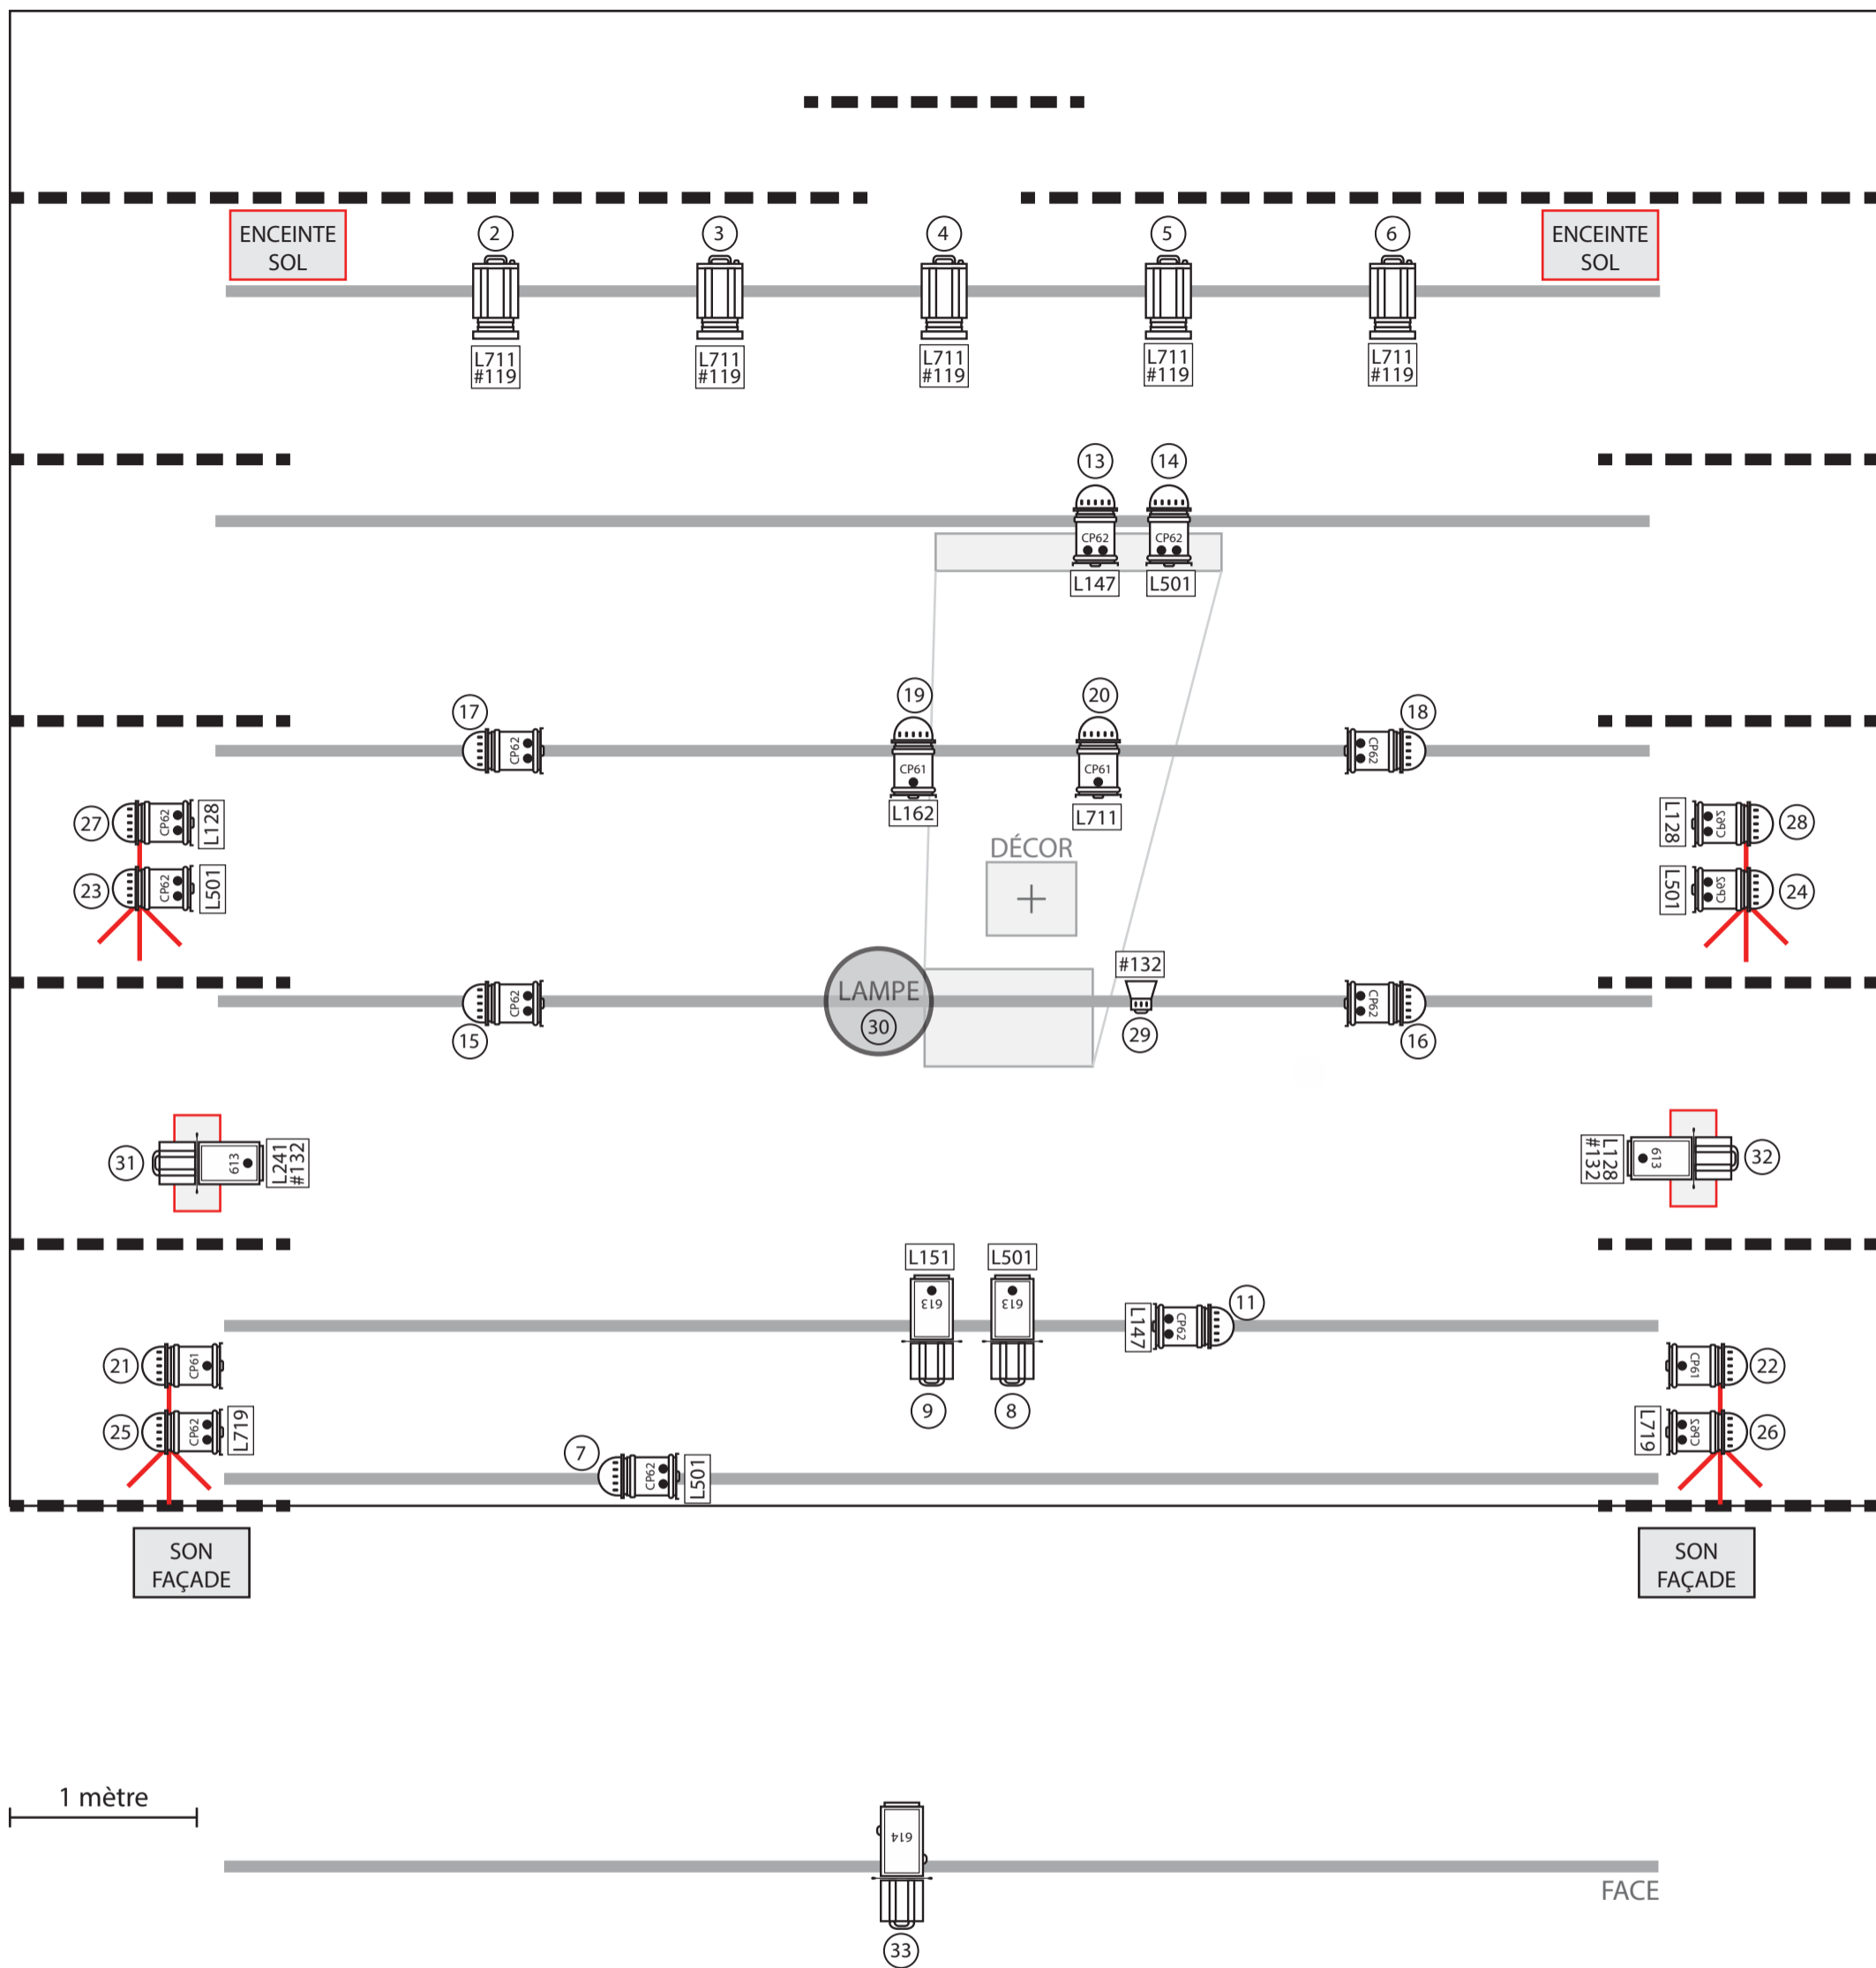 ENCEINTE
SOL
2
3
4
5
6
ENCEINTE
SOL
L711
#119
L711
#119
L711
#119
L711
#119
L711
#119
13
14
CP62
CP62
L147
L501
17
19
20
18
CP62
CP61
CP61
CP62
L162
L711
27
CP62
L128
L128
CP62
28
DÉCOR
23
CP62
L501
L501
CP62
24
#132
15
CP62
LAMPE
30
29
CP62
16
31
613
L241
#132
L128
#132
613
32
L151
L501
613
613
L147
CP62
11
9
8
21
CP61
CP61
22
25
CP62
L719
L719
CP62
26
7
CP62
L501
SON
FAÇADE
SON
FAÇADE
1 mètre
614
FACE
33